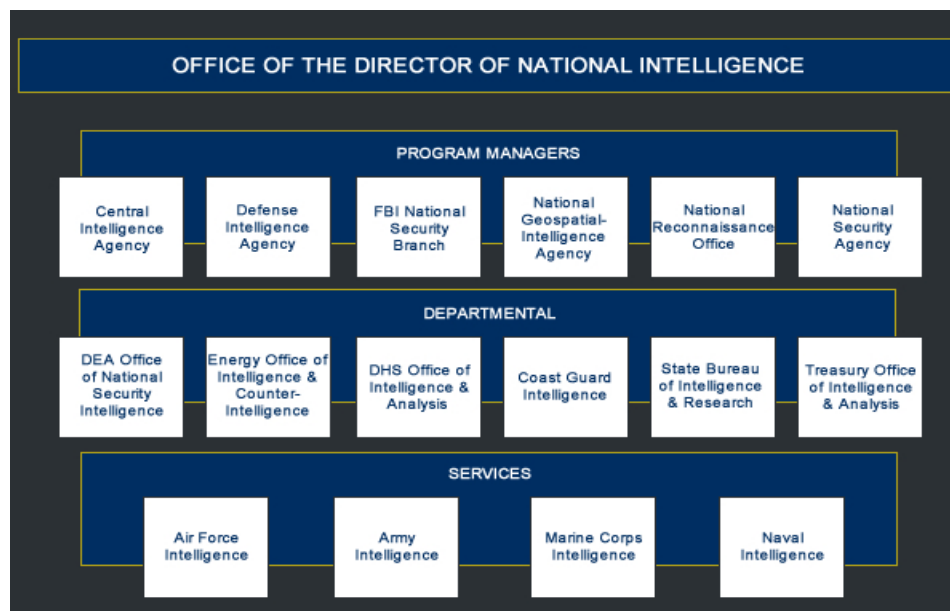 OFFICE OF THE DIRECTOR OF NATIONAL INTELLIGENCE
PROGRAM MANAGERS
Central
Intelligence
Agency
Defense
Intelligence
Agency
FBI National
Security
Branch
National
Geospatial-
Intelligence
Agency
National
Reconnaissance
Office
National
Security
Agency
DEPARTMENTAL
DEA Office
of National
Security
Intelligence
Energy Office of
Intelligence &
Counter-
Intelligence
DHS Office of
Intelligence &
Analysis
Coast Guard
Intelligence
State Bureau
of Intelligence
& Research
Treasury Office
of Intelligence
& Analysis
SERVICES
Air Force
Intelligence
Army
Intelligence
Marine Corps
Intelligence
Naval
Intelligence